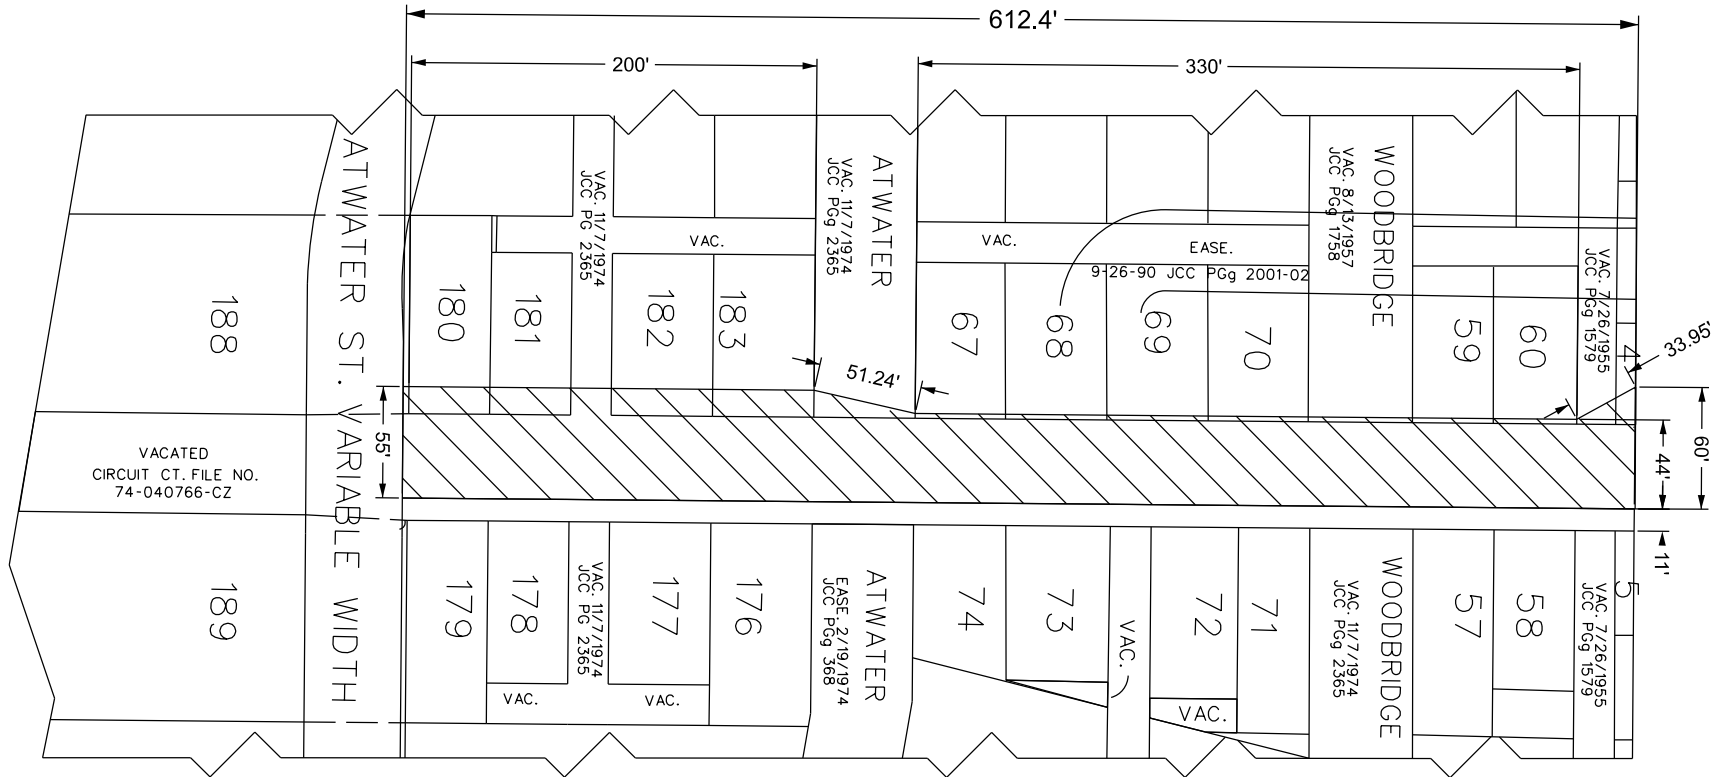 612.4'
200'
330'
ATWATER ST. VARIABLE WIDTH
VAC. 11/7/1974
JCC PG 2365
VAC.
ATWATER
VAC. 11/7/1974
JCC PGg 2365
VAC.
EASE.
9-26-90 JCC PGg 2001-02
WOODBRIDGE
VAC. 8/13/1957
JCC PGg 1758
VAC. 7/26/1955
JCC PGg 1579
188
180
181
182
183
67
68
69
70
59
60
4
33.95'
51.24'
55'
44'
60'
11'
VACATED
CIRCUIT CT. FILE NO.
74-040766-CZ
189
179
178
VAC. 11/7/1974
JCC PG 2365
177
176
ATWATER
EASE. 2/19/1974
JCC PGg 368
74
73
VAC.
72
71
WOODBRIDGE
VAC. 11/7/1974
JCC PGg 2365
57
58
VAC. 7/26/1955
JCC PGg 1579
5
VAC.
VAC.
VAC.